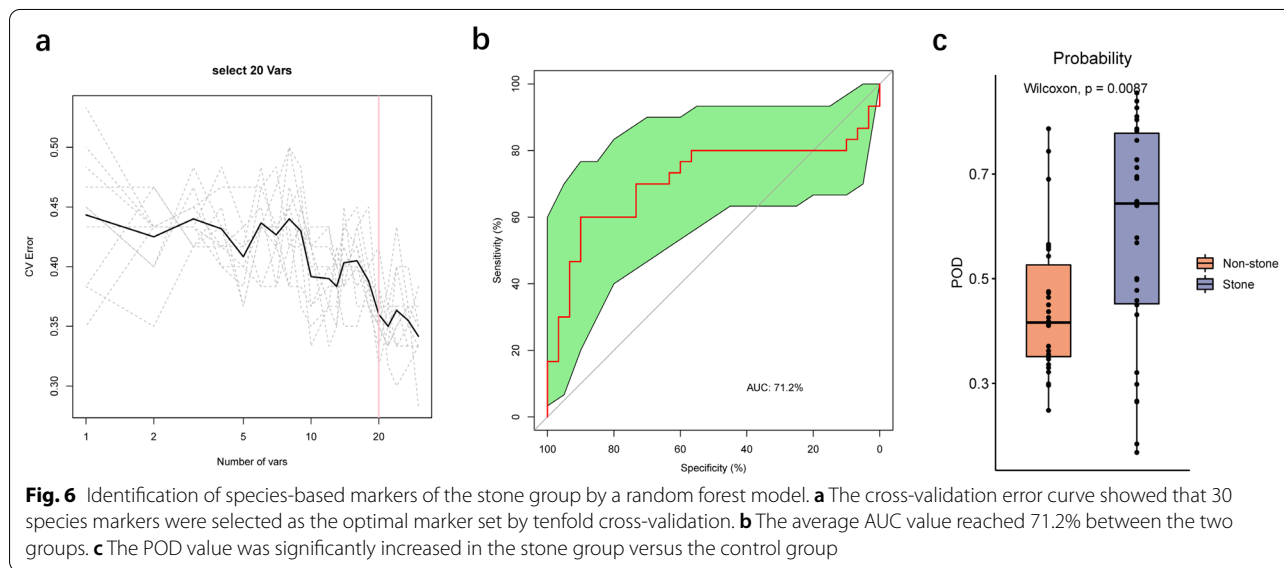 a
select 20 Vars
0.50
0.45
0.40
0.35
0.30
CV Error
1 2 5 10 20
Number of vars
b
100
80
60
40
20
0
Sensitivity (%)
AUC: 71.2%
100 80 60 40 20 0
Specificity (%)
c
Probability
Wilcoxon, p = 0.0087
0.7
0.5
0.3
POD
Non-stone
Stone
Fig. 6 Identification of species-based markers of the stone group by a random forest model. a The cross-validation error curve showed that 30
species markers were selected as the optimal marker set by tenfold cross-validation. b The average AUC value reached 71.2% between the two
groups. c The POD value was significantly increased in the stone group versus the control group